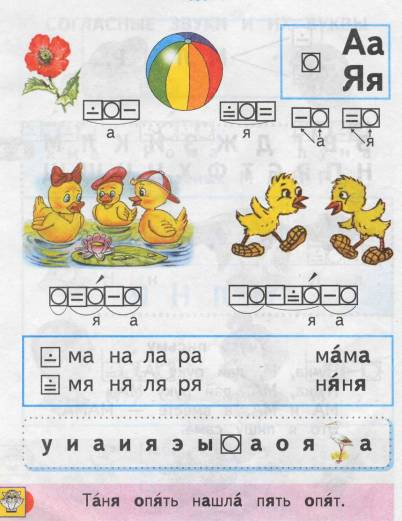 Аа
Яя
а
я
а я
я а
я а
ма на ла ра ма́ма
мя ня ля ря ня́ня
у и а и я э ы а о я а
Та́ня опя́ть нашла́ пять опя́т.